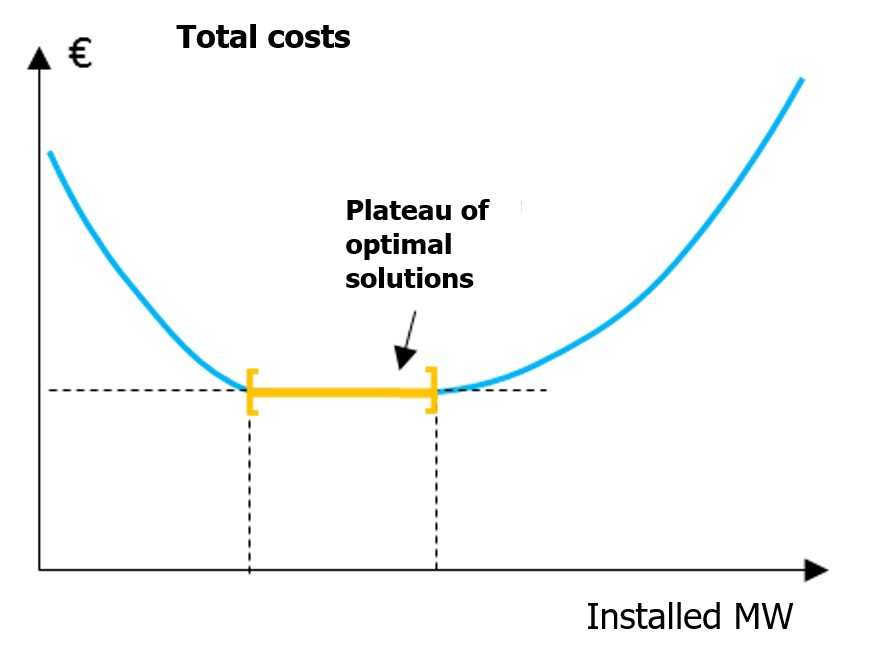 Total costs
€
Plateau of
optimal
solutions
Installed MW